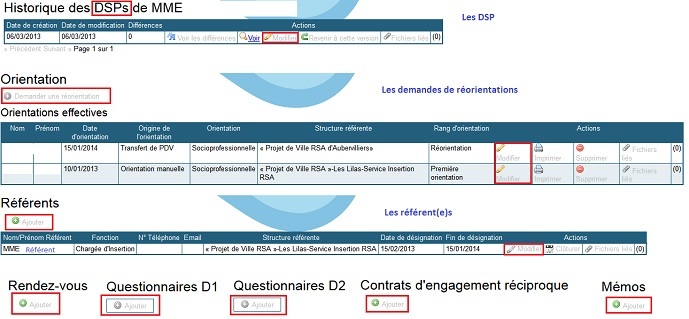 Historique des DSPs de MME
Les DSP
Date de création Date de modification Différences Actions
06/03/2013 06/03/2013 0 Voir les différences Voir Modifier Revenir à cette version Fichiers liés (0)
« Précédent Suivant » Page 1 sur 1
Orientation
Demander une réorientation
Les demandes de réorientations
Orientations effectives
Nom Prénom Date d'orientation Origine de l'orientation Orientation Structure référente Rang d'orientation Actions
15/01/2014 Transfert de PDV Socioprofessionnelle « Projet de Ville RSA d'Aubervilliers» Réorientation Modifier Imprimer Supprimer Fichiers liés (0)
10/01/2013 Orientation manuelle Socioprofessionnelle « Projet de Ville RSA »-Les Lilas-Service Insertion RSA Première orientation Modifier Imprimer Supprimer Fichiers liés (0)
Référents
Ajouter
Les référent(e)s
Nom/Prénom Référent Fonction N° Téléphone Email Structure référente Date de désignation Fin de désignation Actions
MME Référent Chargée d'Insertion « Projet de Ville RSA »-Les Lilas-Service Insertion RSA 15/02/2013 15/01/2014 Modifier Clôturer Fichiers liés (0)
Rendez-vous Questionnaires D1 Questionnaires D2 Contrats d'engagement réciproque Mémos
Ajouter Ajouter Ajouter Ajouter Ajouter